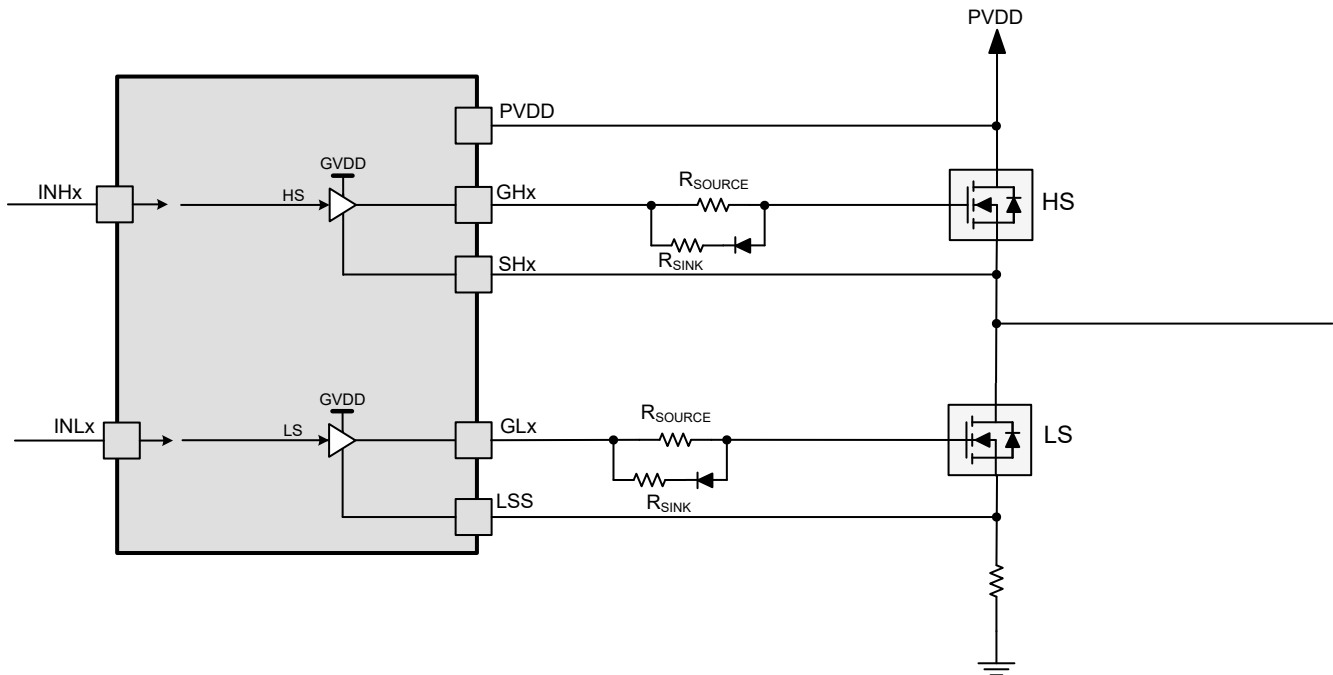 PVDD
PVDD
GVDD
INHx
HS
GHx
RSOURCE
HS
RSINK
SHx
GVDD
INLx
LS
GLx
RSOURCE
LS
RSINK
LSS